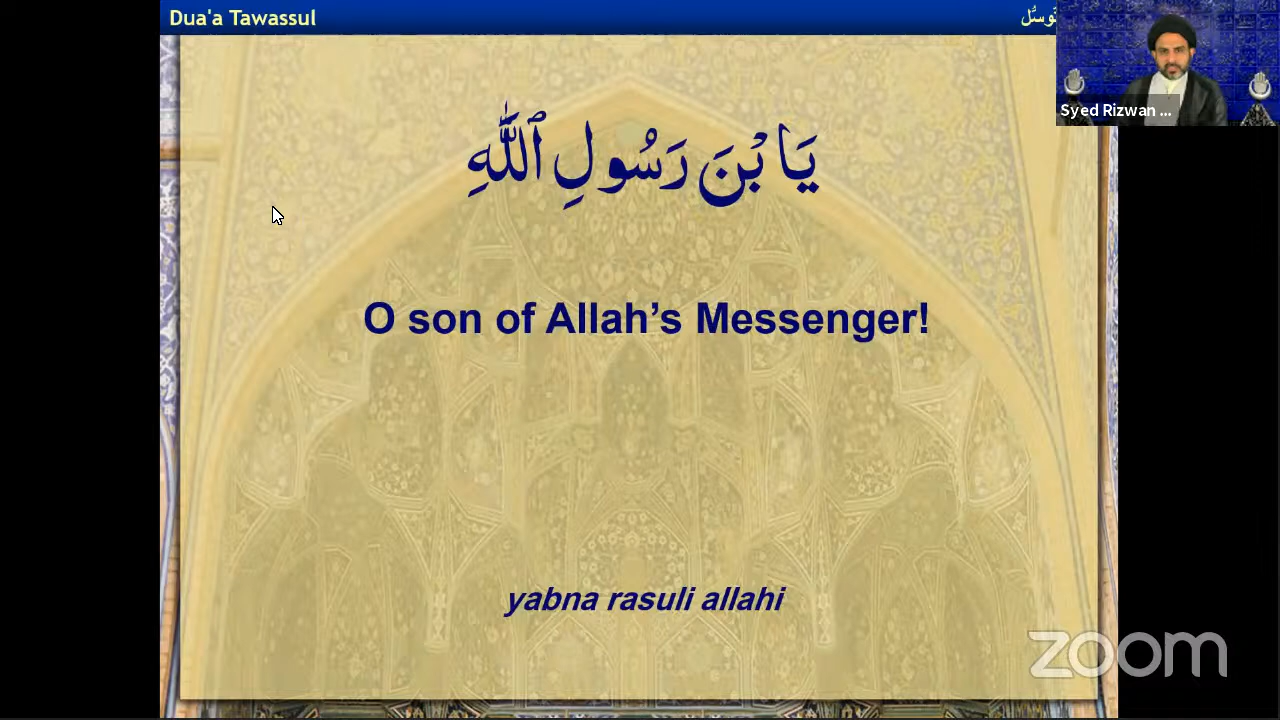 Dua'a Tawassul
Syed Rizwan ...
يَا بْنَ رَسُولِ ٱللَّهِ
O son of Allah’s Messenger!
yabna rasuli allahi
zoom